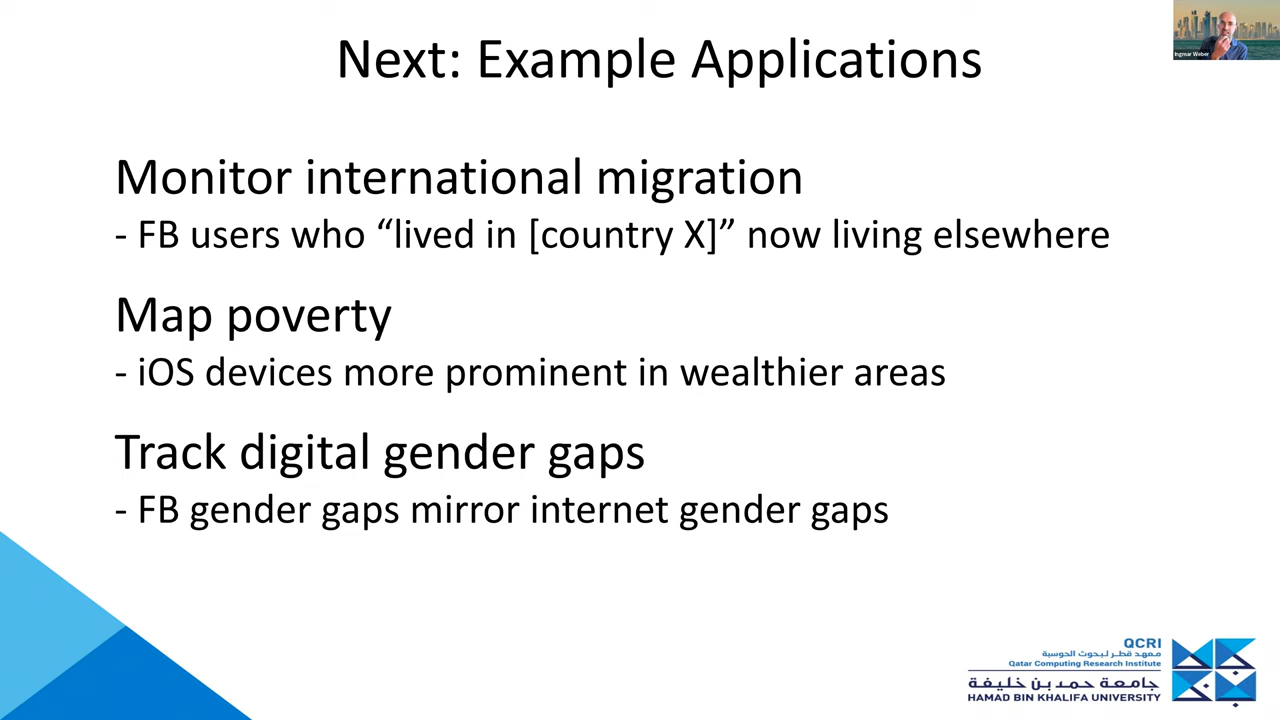 Next: Example Applications
Ingmar Weber
Monitor international migration
- FB users who “lived in [country X]” now living elsewhere
Map poverty
- iOS devices more prominent in wealthier areas
Track digital gender gaps
- FB gender gaps mirror internet gender gaps
QCRI
معهد قطر لبحوث الحوسبة
Qatar Computing Research Institute
جامعة حمد بن خليفة
HAMAD BIN KHALIFA UNIVERSITY